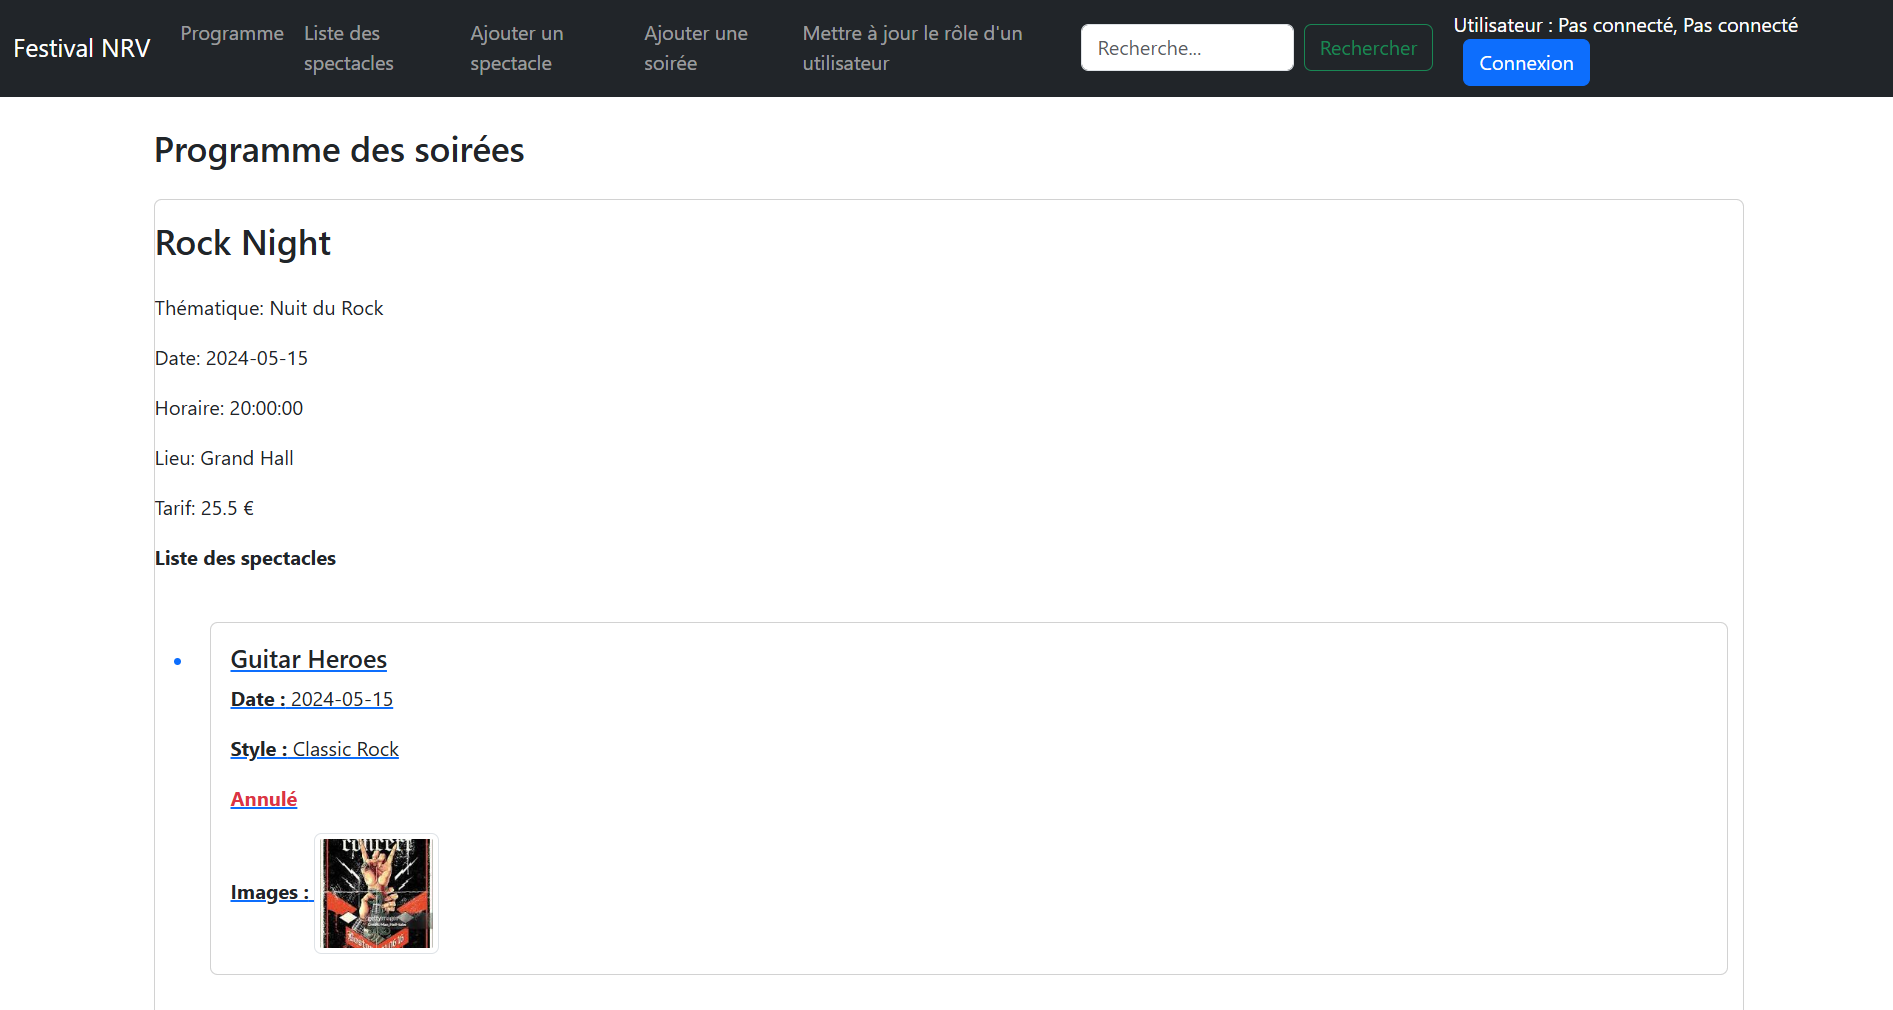 Festival NRV
Programme
Liste des
spectacles
Ajouter un
spectacle
Ajouter une
soirée
Mettre à jour le rôle d'un
utilisateur
Recherche...
Rechercher
Utilisateur : Pas connecté, Pas connecté
Connexion
Programme des soirées
Rock Night
Thématique: Nuit du Rock
Date: 2024-05-15
Horaire: 20:00:00
Lieu: Grand Hall
Tarif: 25.5 €
Liste des spectacles
Guitar Heroes
Date : 2024-05-15
Style : Classic Rock
Annulé
Images :
concert